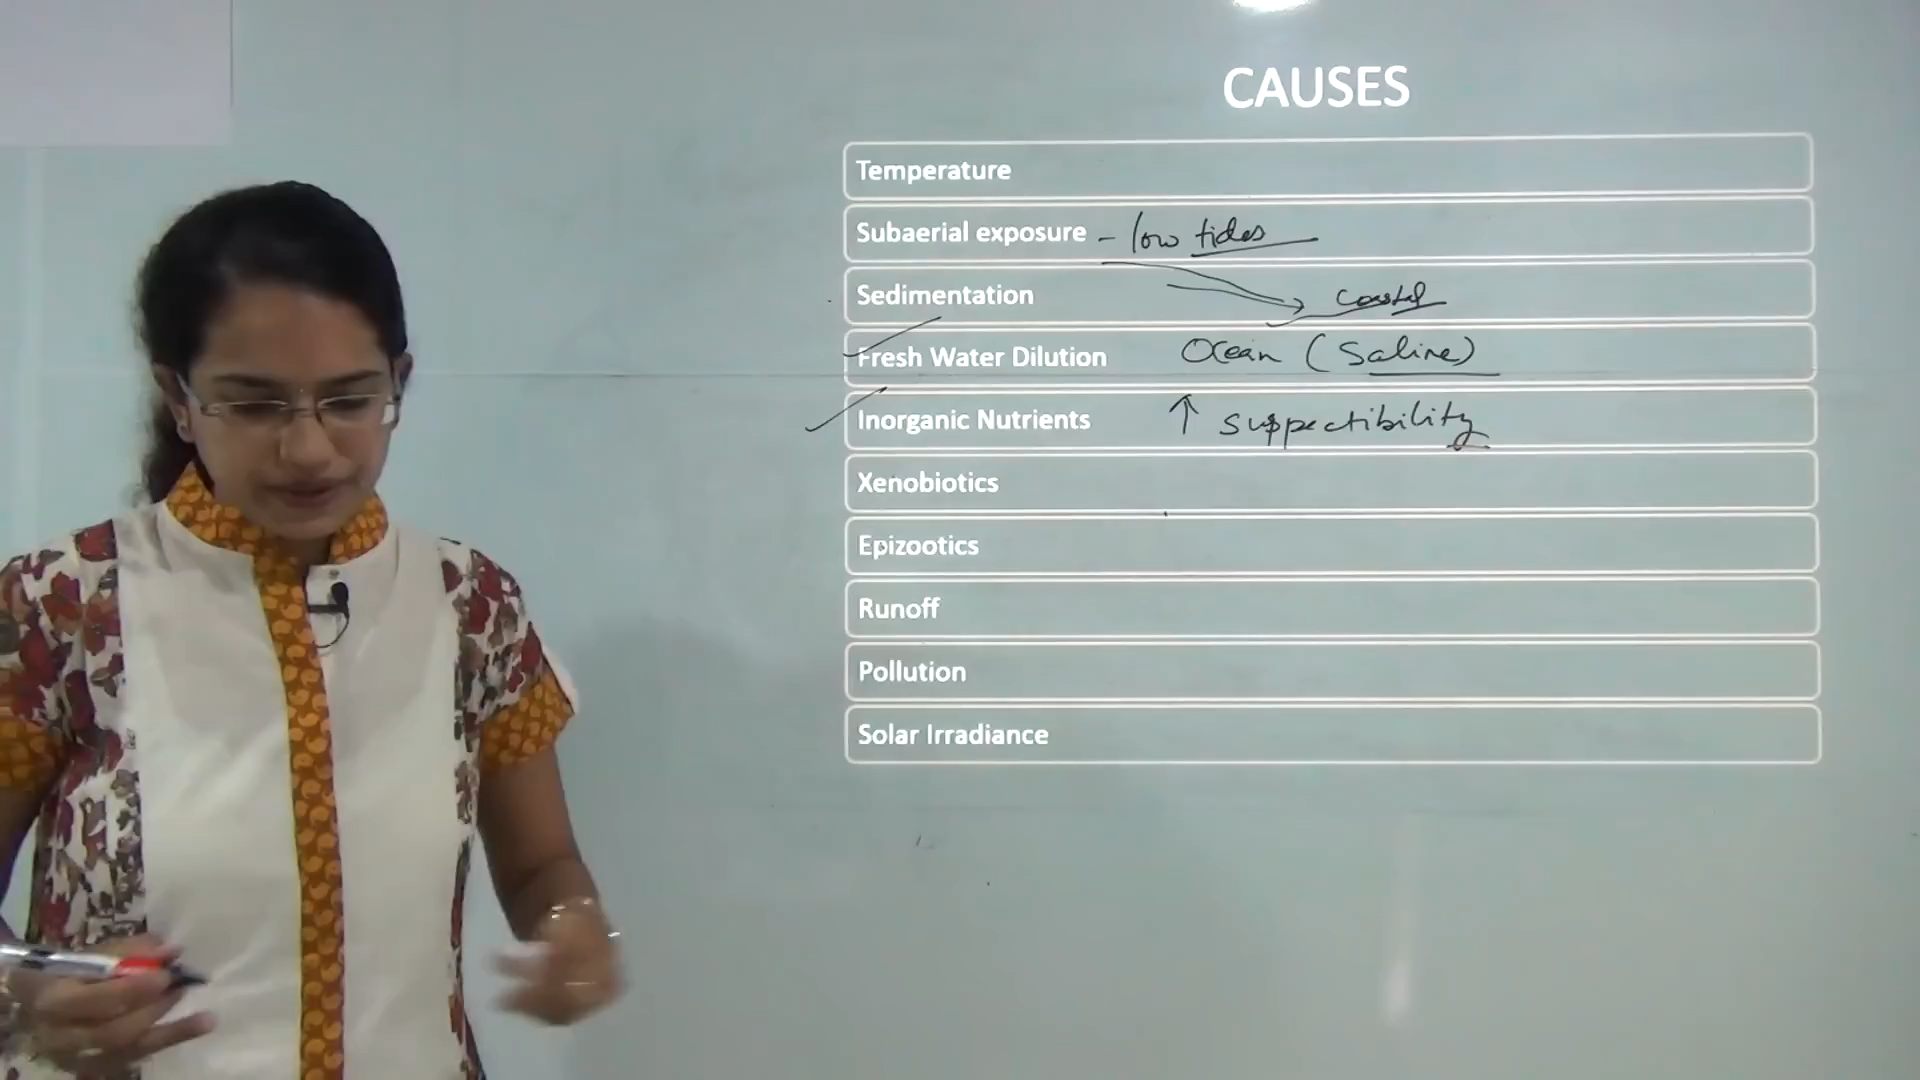 CAUSES
Temperature
Subaerial exposure - low tides
Sedimentation coastal
Fresh Water Dilution Ocean (Saline)
Inorganic Nutrients ↑ suspectibility
Xenobiotics
Epizootics
Runoff
Pollution
Solar Irradiance